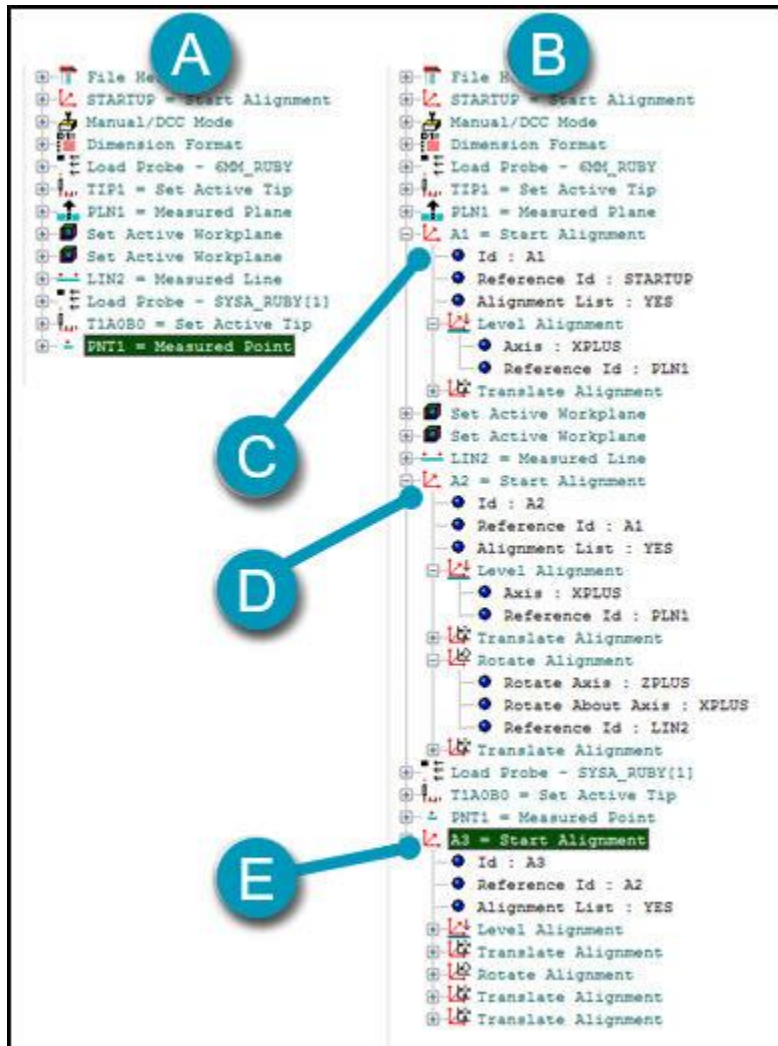 A
File He
STARTUP = Start Alignment
Manual/DCC Mode
Dimension Format
Load Probe - 6MM_RUBY
TIP1 = Set Active Tip
PLN1 = Measured Plane
Set Active Workplane
Set Active Workplane
LIN2 = Measured Line
Load Probe - SYSA_RUBY[1]
T1A0B0 = Set Active Tip
PNT1 = Measured Point
B
File H
STARTUP = Start Alignment
Manual/DCC Mode
Dimension Format
Load Probe - 6MM_RUBY
TIP1 = Set Active Tip
PLN1 = Measured Plane
A1 = Start Alignment
C
Id : A1
Reference Id : STARTUP
Alignment List : YES
Level Alignment
Axis : XPLUS
Reference Id : PLN1
Translate Alignment
Set Active Workplane
Set Active Workplane
LIN2 = Measured Line
A2 = Start Alignment
D
Id : A2
Reference Id : A1
Alignment List : YES
Level Alignment
Axis : XPLUS
Reference Id : PLN1
Translate Alignment
Rotate Alignment
Rotate Axis : ZPLUS
Rotate About Axis : XPLUS
Reference Id : LIN2
Translate Alignment
Load Probe - SYSA_RUBY[1]
T1A0B0 = Set Active Tip
PNT1 = Measured Point
A3 = Start Alignment
E
Id : A3
Reference Id : A2
Alignment List : YES
Level Alignment
Translate Alignment
Rotate Alignment
Translate Alignment
Translate Alignment